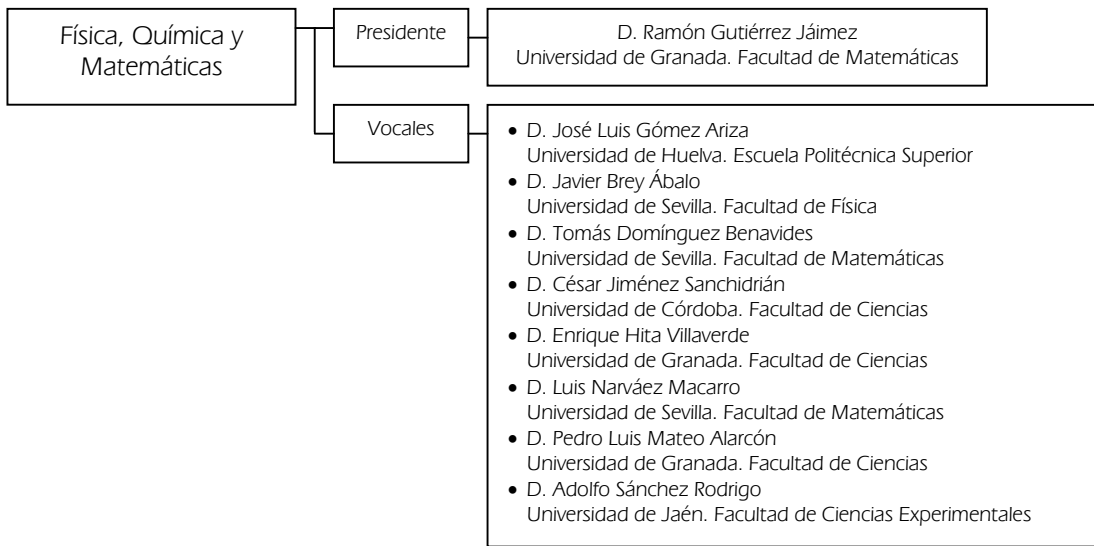 Física, Química y
Matemáticas
Presidente
D. Ramón Gutiérrez Jáimez
Universidad de Granada. Facultad de Matemáticas
Vocales
• D. José Luis Gómez Ariza
Universidad de Huelva. Escuela Politécnica Superior
• D. Javier Brey Ábalo
Universidad de Sevilla. Facultad de Física
• D. Tomás Domínguez Benavides
Universidad de Sevilla. Facultad de Matemáticas
• D. César Jiménez Sanchidrián
Universidad de Córdoba. Facultad de Ciencias
• D. Enrique Hita Villaverde
Universidad de Granada. Facultad de Ciencias
• D. Luis Narváez Macarro
Universidad de Sevilla. Facultad de Matemáticas
• D. Pedro Luis Mateo Alarcón
Universidad de Granada. Facultad de Ciencias
• D. Adolfo Sánchez Rodrigo
Universidad de Jaén. Facultad de Ciencias Experimentales